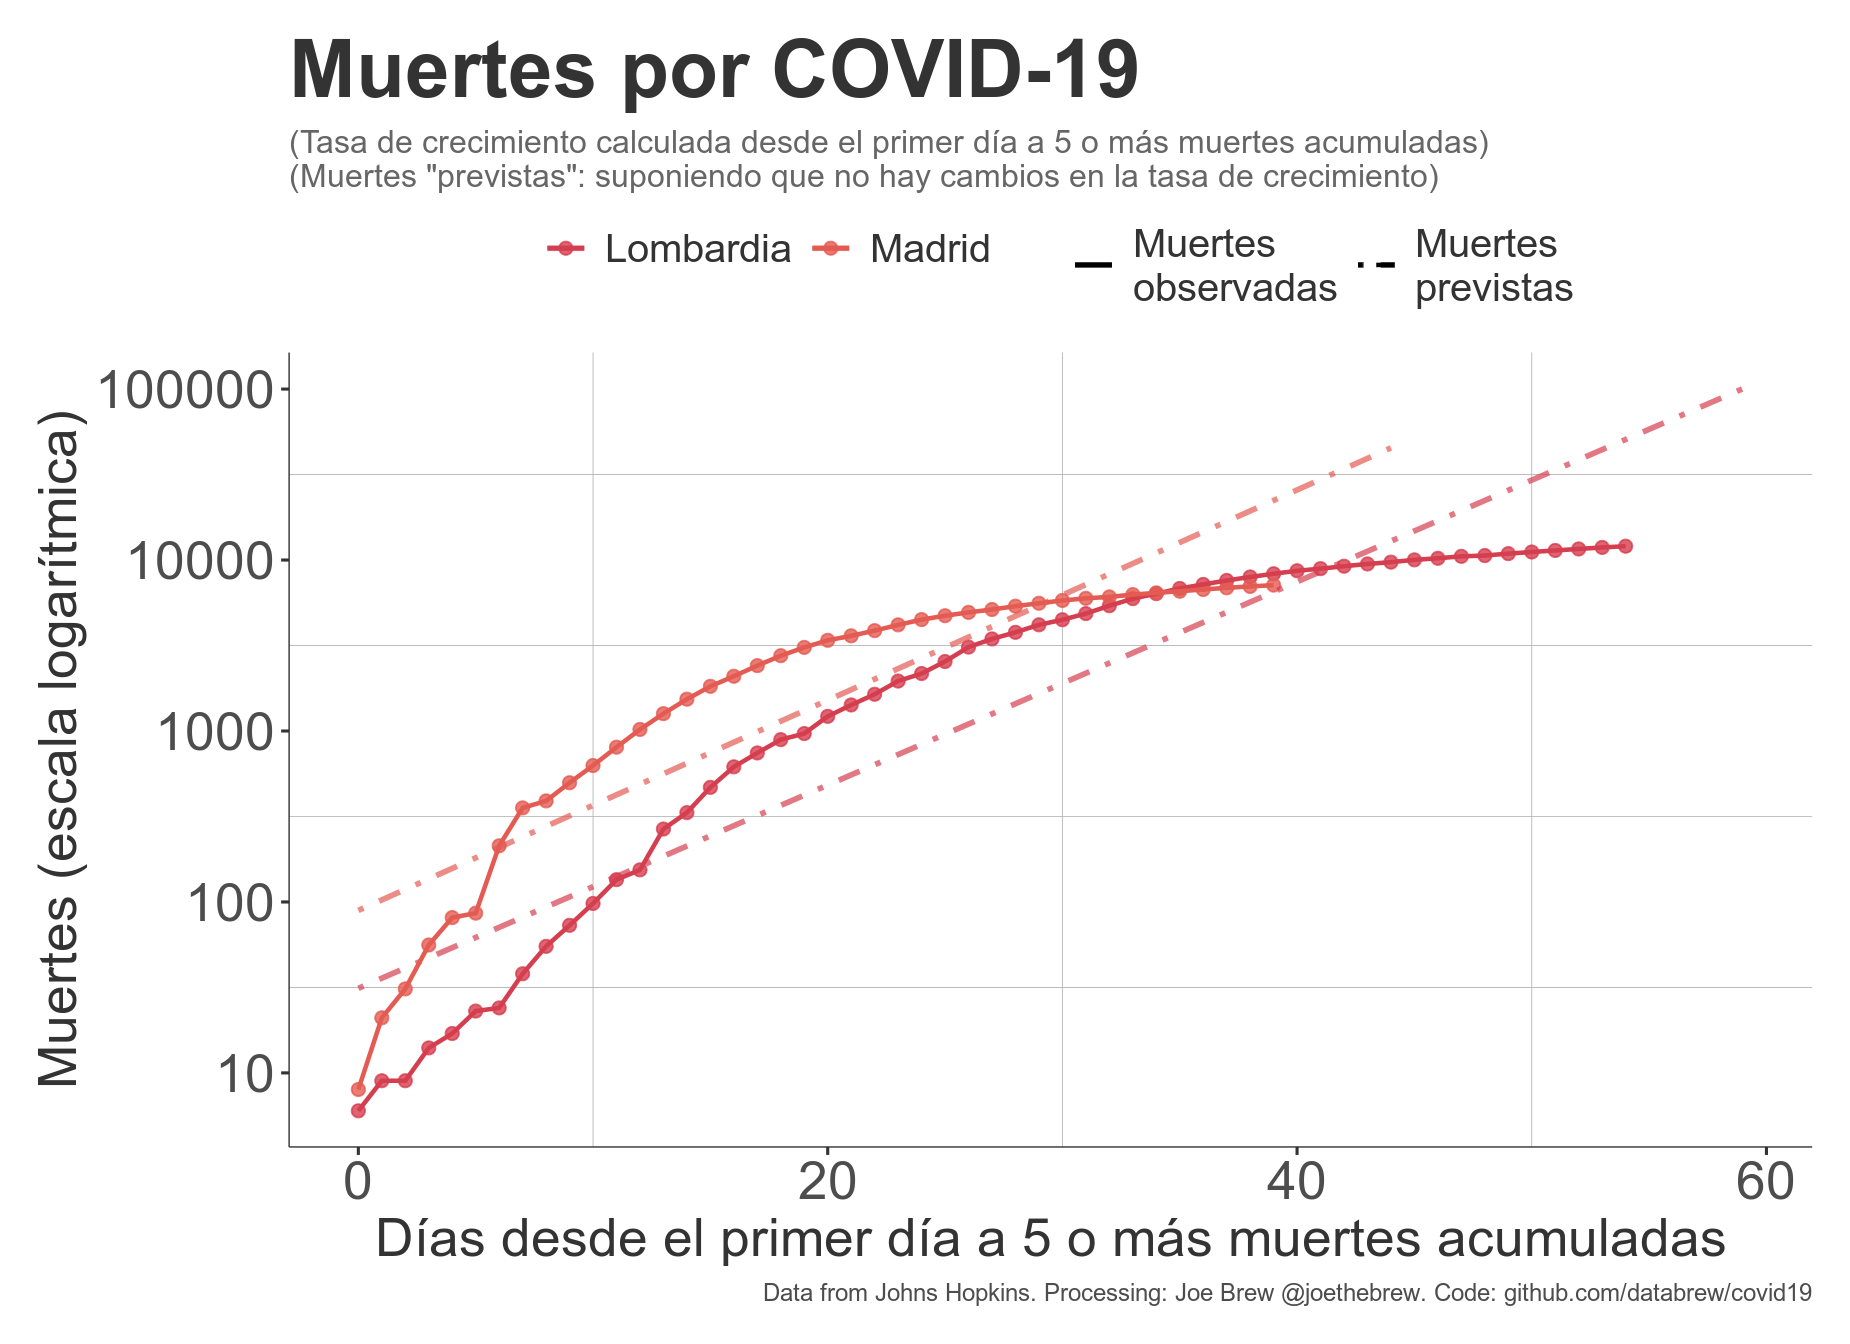 Muertes por COVID-19
(Tasa de crecimiento calculada desde el primer día a 5 o más muertes acumuladas)
(Muertes "previstas": suponiendo que no hay cambios en la tasa de crecimiento)
Lombardia
Madrid
Muertes
observadas
Muertes
previstas
Muertes (escala logarítmica)
100000
10000
1000
100
10
0
20
40
60
Días desde el primer día a 5 o más muertes acumuladas
Data from Johns Hopkins. Processing: Joe Brew @joethebrew. Code: github.com/databrew/covid19